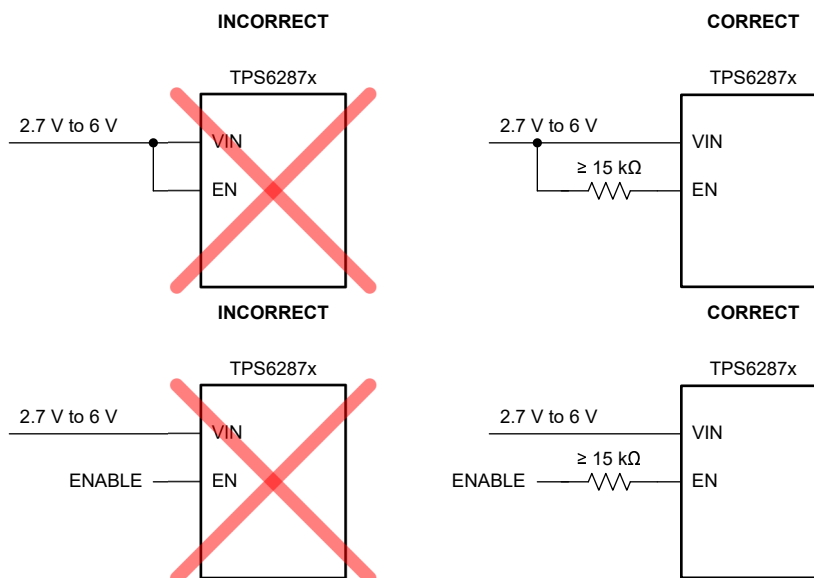 INCORRECT
CORRECT
TPS6287x
TPS6287x
2.7 V to 6 V
VIN
EN
2.7 V to 6 V
VIN
≥ 15 kΩ
EN
INCORRECT
CORRECT
TPS6287x
TPS6287x
2.7 V to 6 V
VIN
ENABLE
EN
2.7 V to 6 V
VIN
≥ 15 kΩ
ENABLE
EN